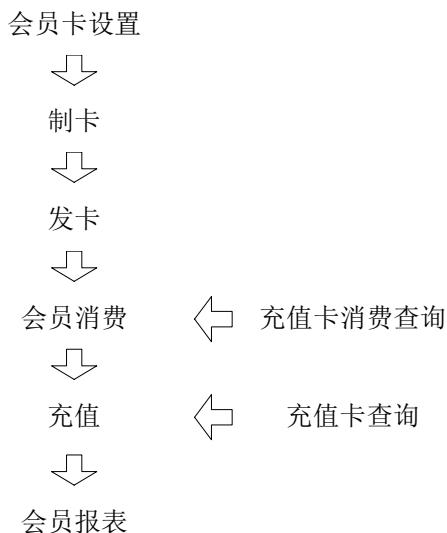 会员卡设置
制卡
发卡
会员消费
充值卡消费查询
充值
充值卡查询
会员报表